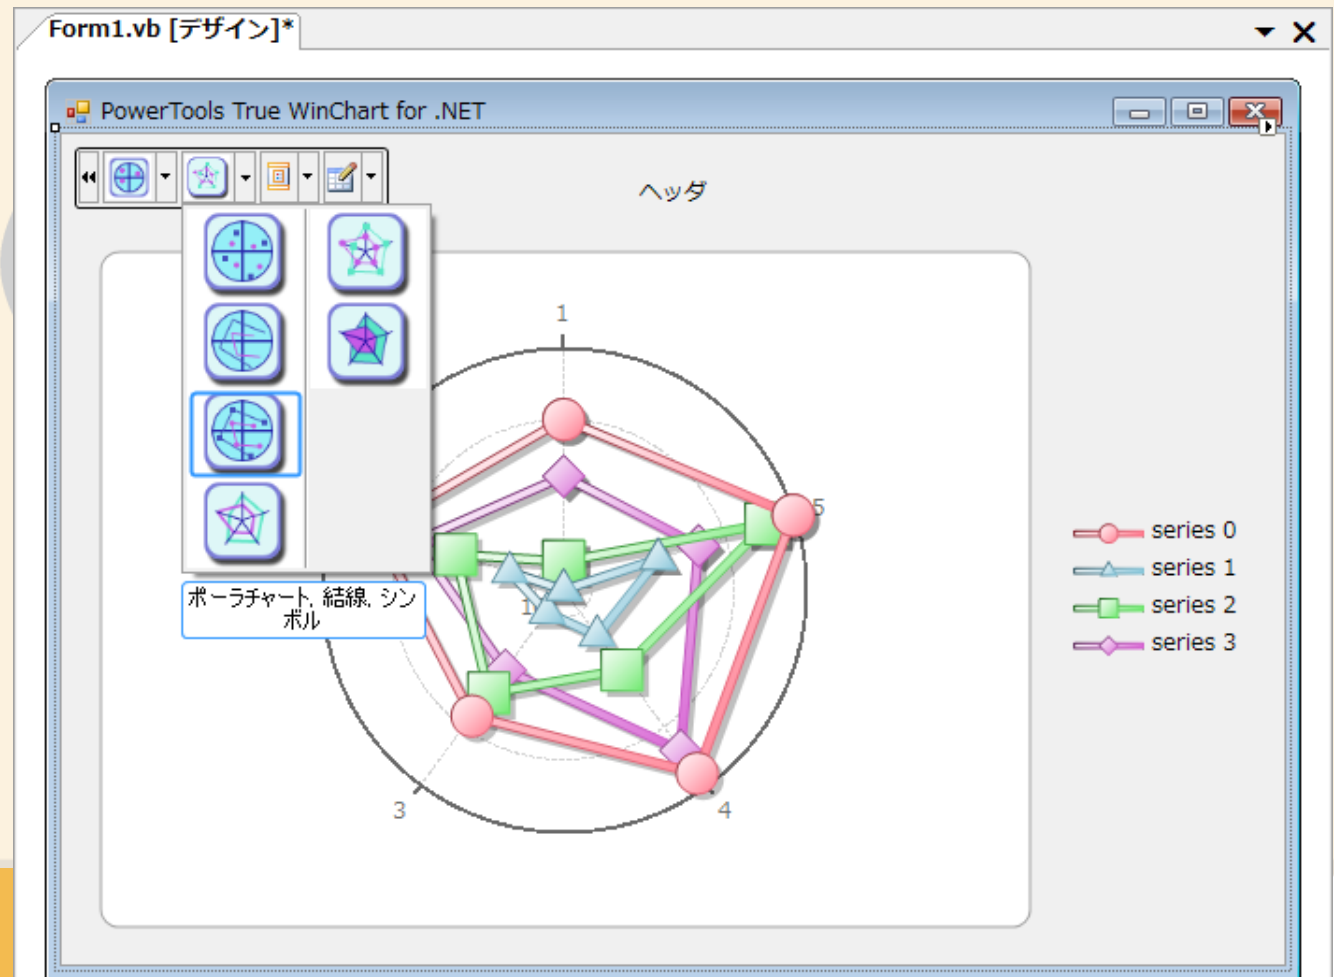 Form1.vb [デザイン]*
PowerTools True WinChart for .NET
ヘッダ
1
5
series 0
series 1
ポーラチャート, 結線, シン
ボル
1
series 2
series 3
3
4